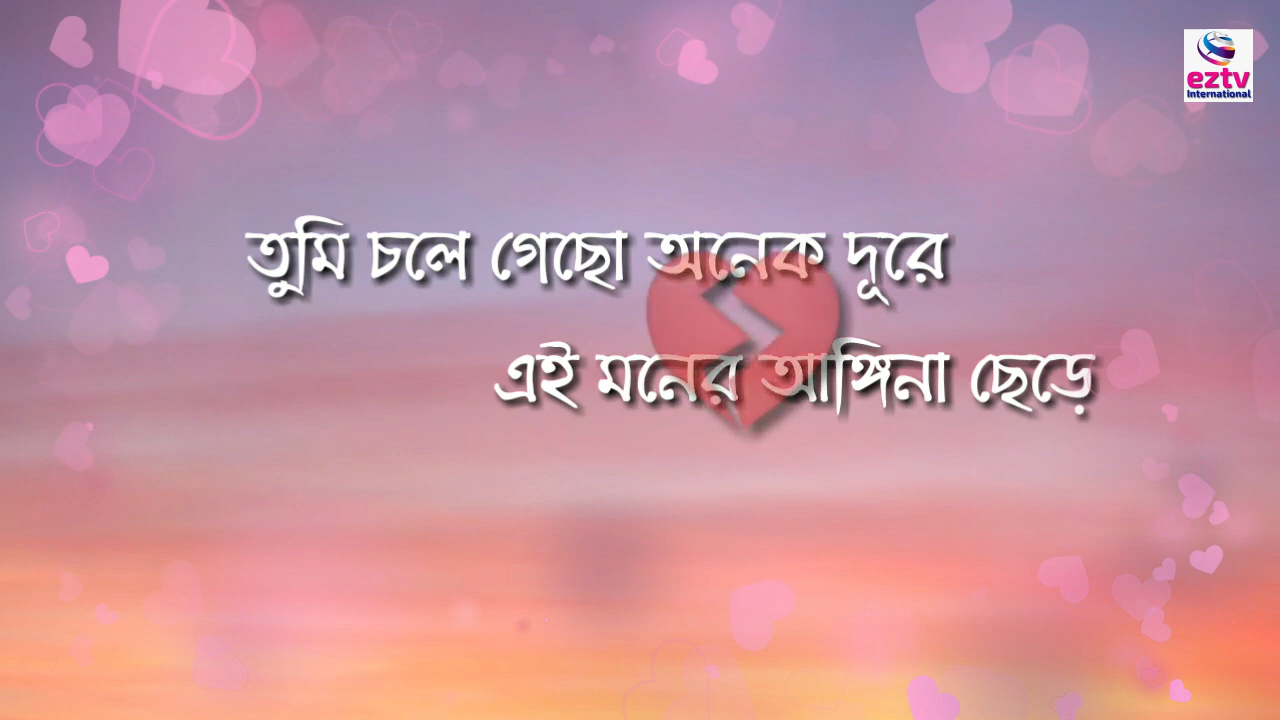 eztv
International
তুমি চলে গেছো অনেক দূরে
এই মনের আঙ্গিনা ছেড়ে